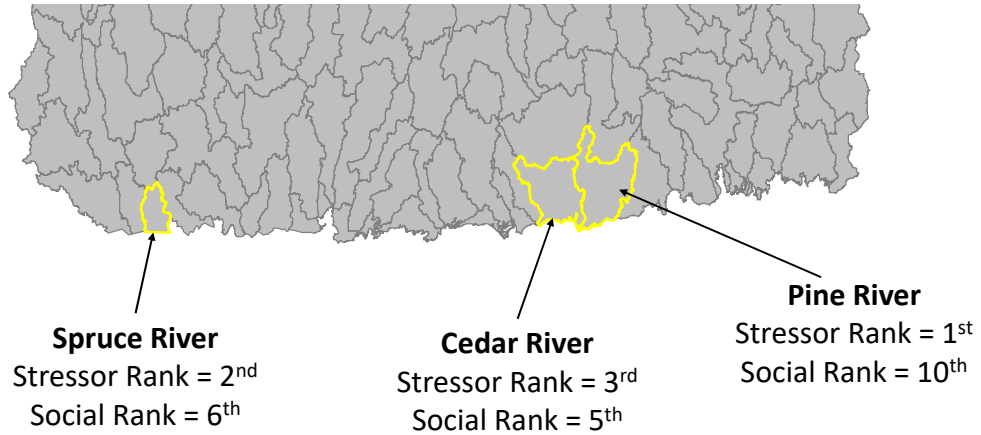 Spruce River
Stressor Rank = 2nd
Social Rank = 6th
Cedar River
Stressor Rank = 3rd
Social Rank = 5th
Pine River
Stressor Rank = 1st
Social Rank = 10th